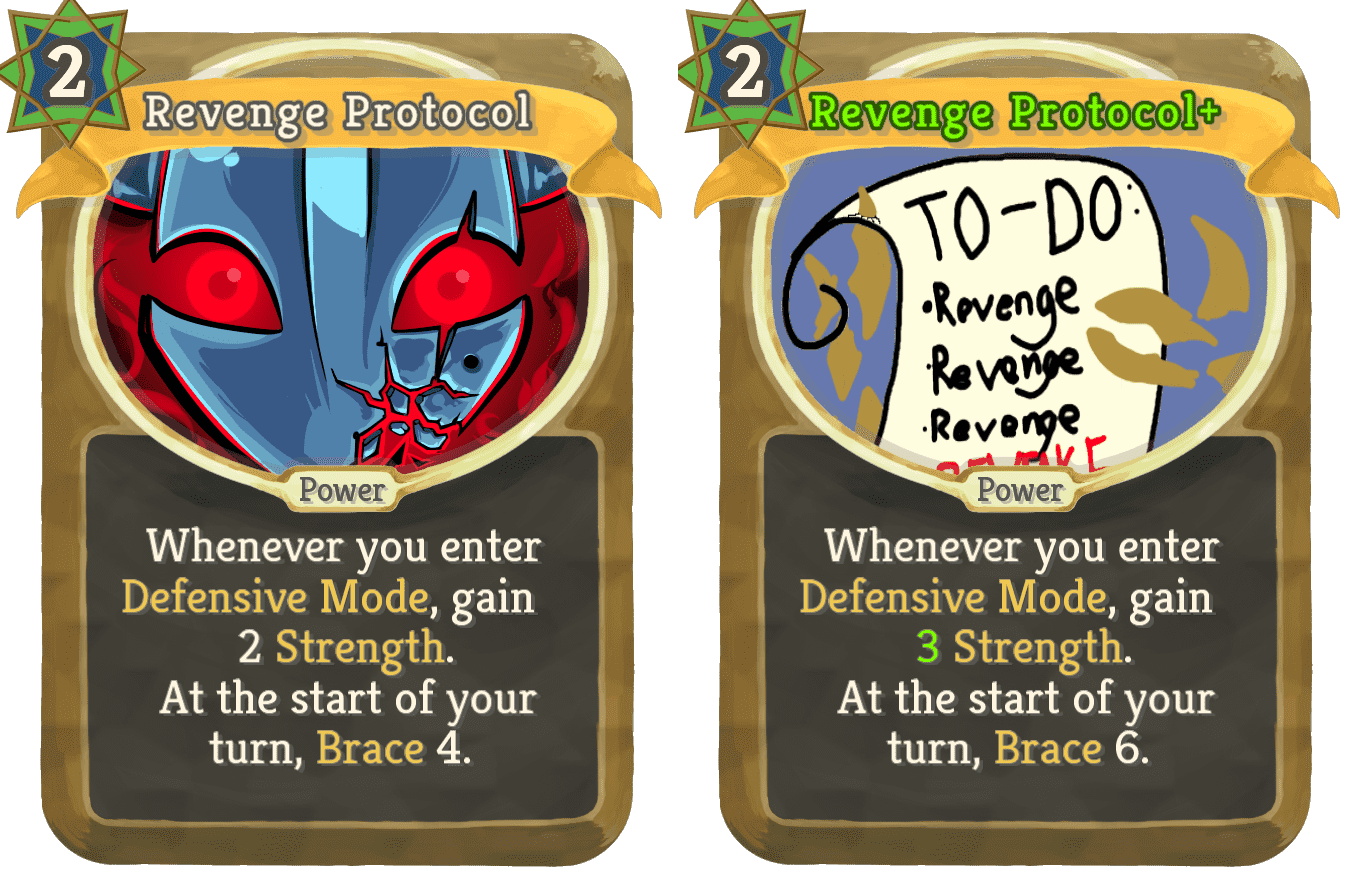 2
Revenge Protocol
Power
Whenever you enter
Defensive Mode, gain
2 Strength.
At the start of your
turn, Brace 4.
2
Revenge Protocol+
TO-DO:
·Revenge
·Revenge
·Revenge
Power
Whenever you enter
Defensive Mode, gain
3 Strength.
At the start of your
turn, Brace 6.